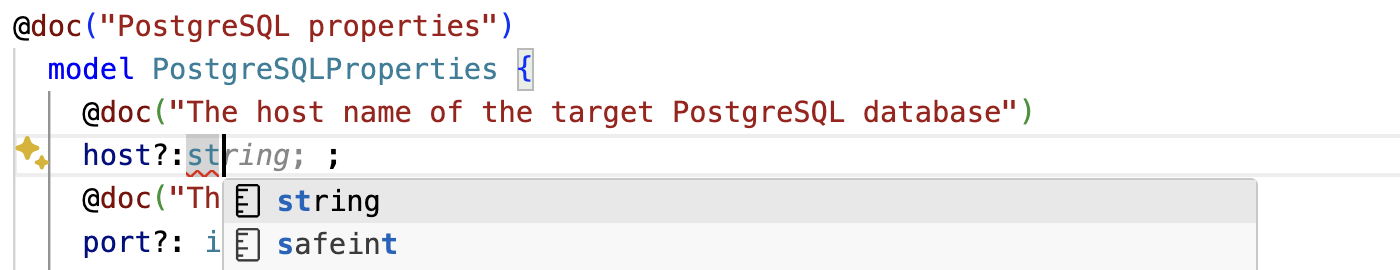 @doc("PostgreSQL properties")
model PostgreSQLProperties {
@doc("The host name of the target PostgreSQL database")
host?:string; ;
@doc("Th
string
port?: i
safeint